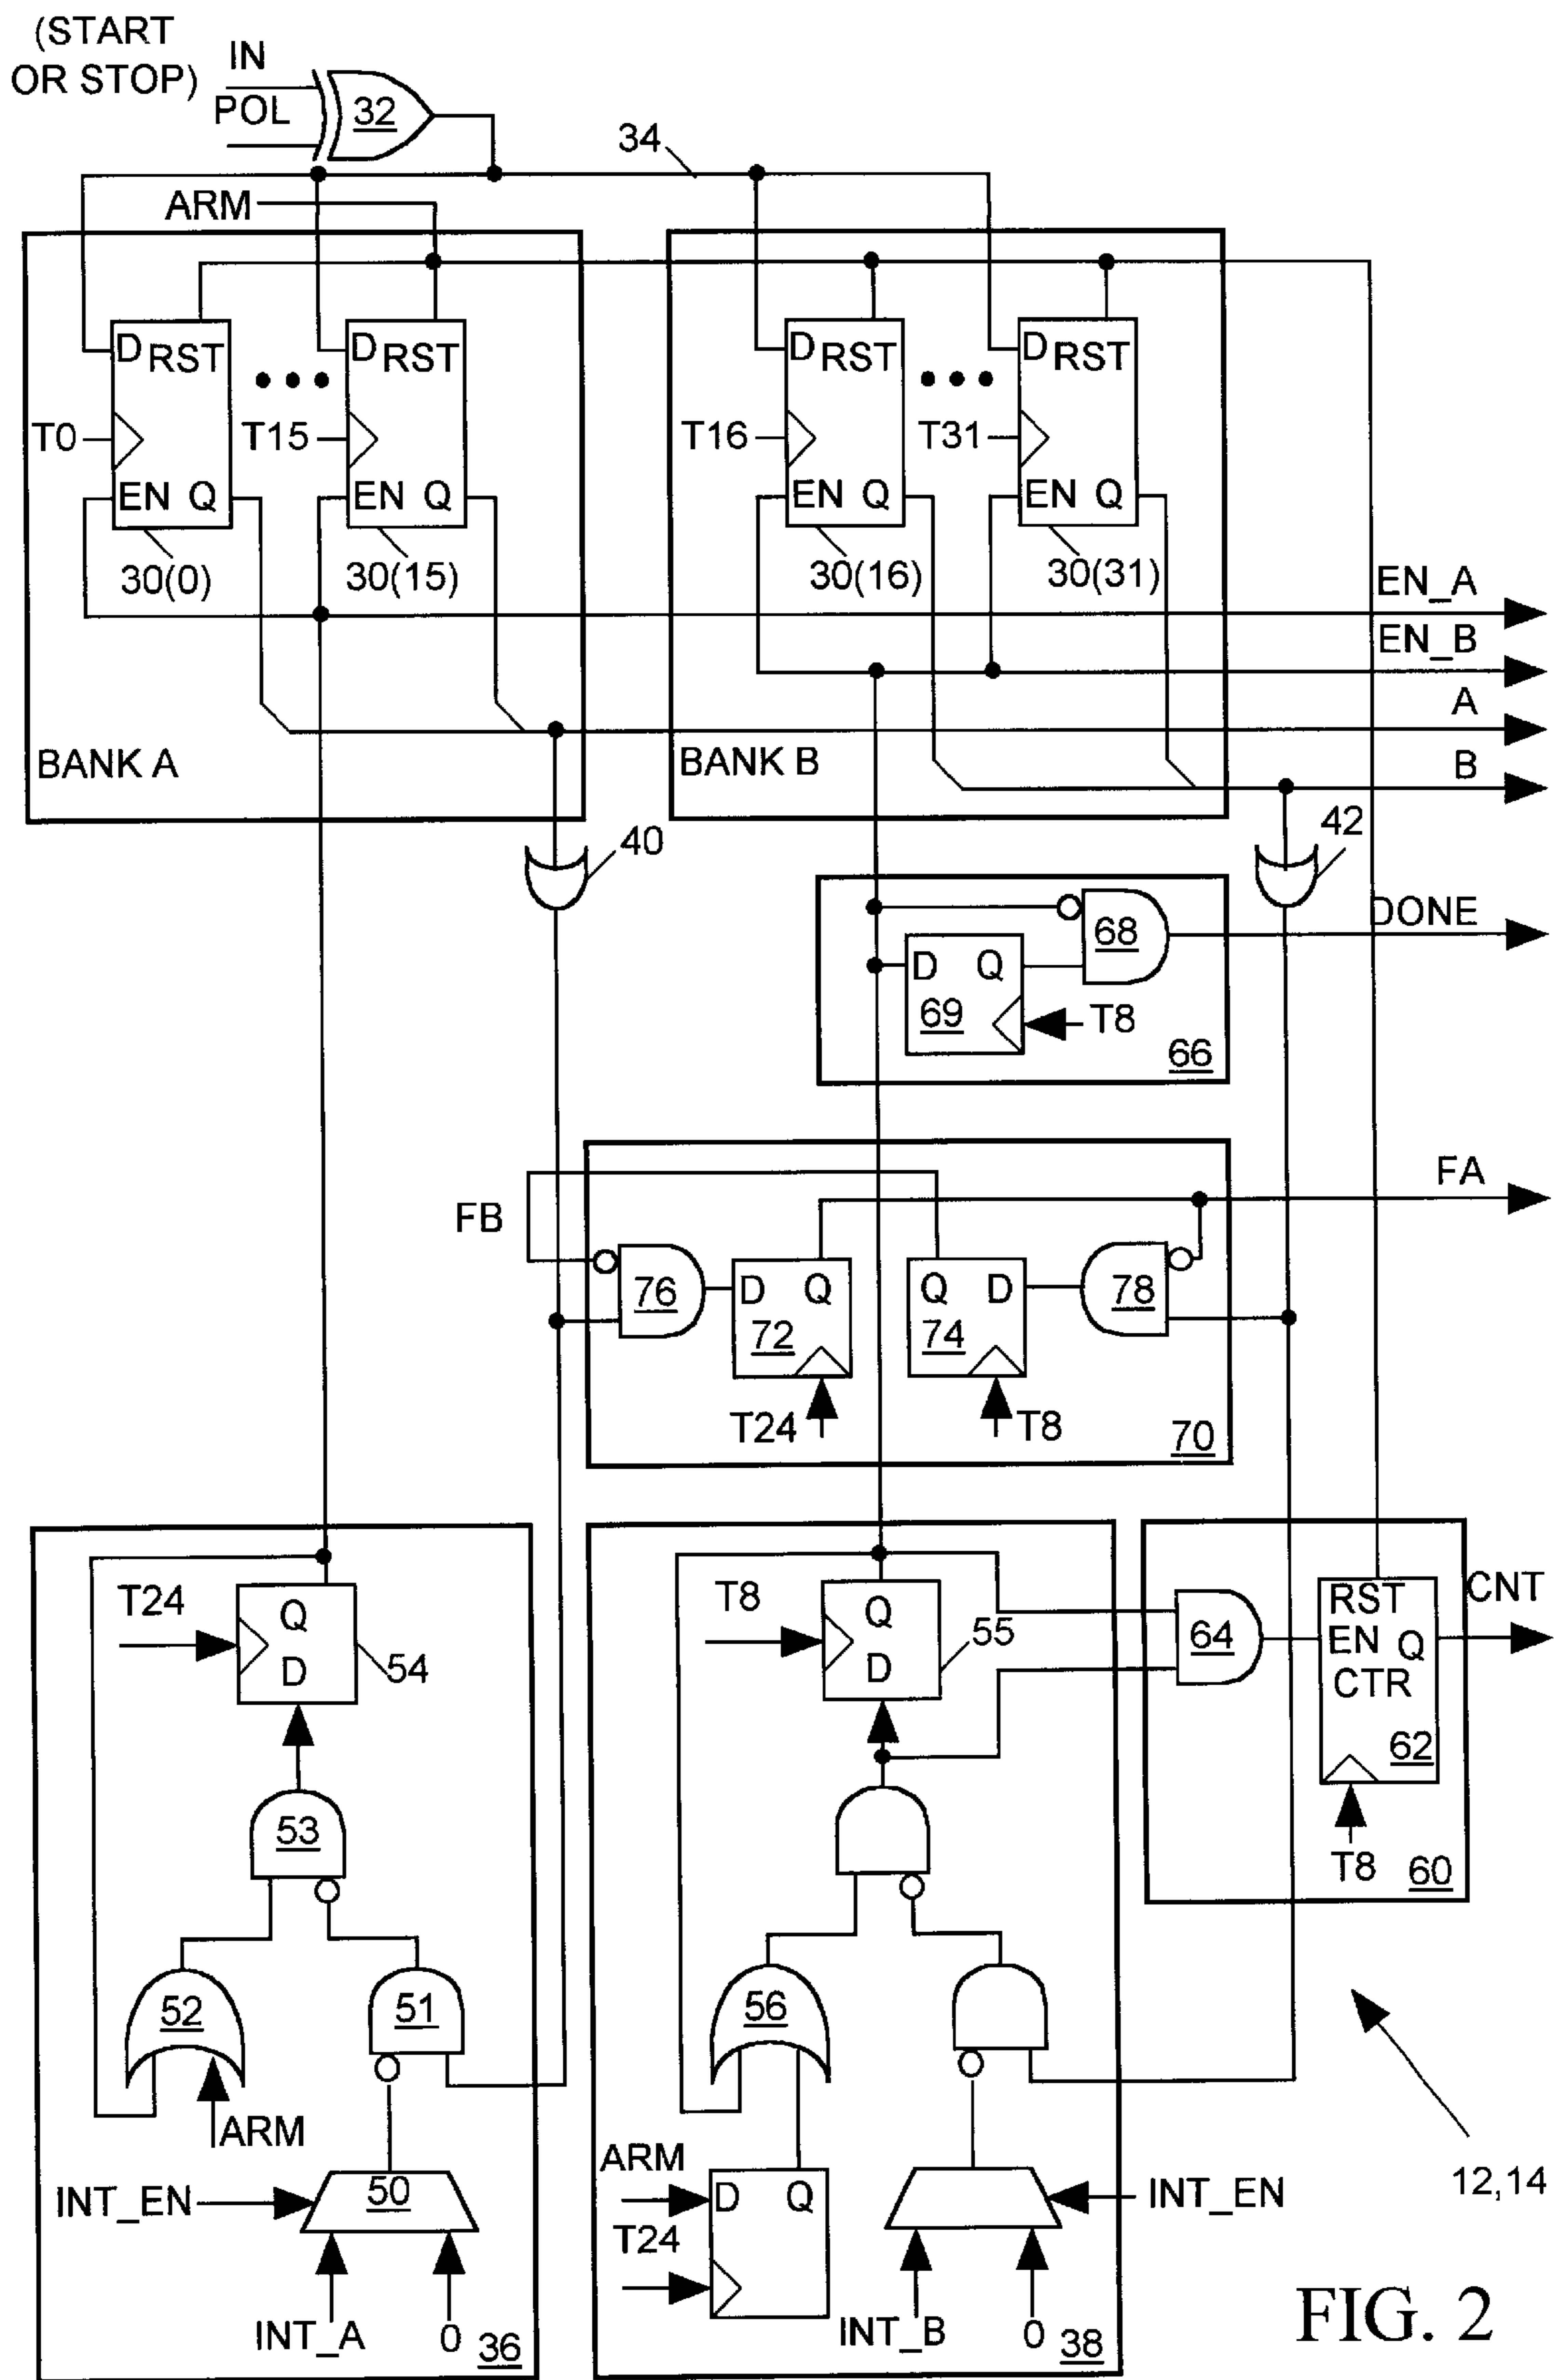 (START
OR STOP)
IN
POL
32
34
ARM
D RST
D RST
D RST
D RST
T0
T15
T16
T31
EN Q
EN Q
EN Q
EN Q
30(0)
30(15)
30(16)
30(31)
EN_A
EN_B
A
B
BANK A
BANK B
40
42
68
DONE
D Q
69
T8
66
FA
FB
76
D Q
72
Q D
74
78
T24
T8
70
T24
Q
D
54
T8
Q
D
55
64
RST
EN Q
CTR
62
CNT
T8
60
53
52
51
56
ARM
ARM
D Q
T24
INT_EN
50
INT_EN
INT_A
0
36
INT_B
0
38
12,14
FIG. 2